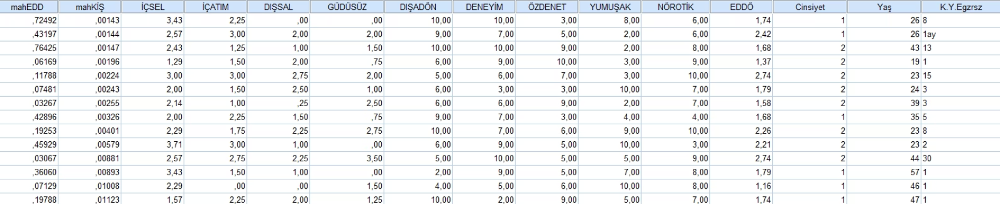 mahEDD mahKİŞ İÇSEL İÇATIM DIŞSAL GÜDÜSÜZ DIŞADÖN DENEYİM ÖZDENET YUMUŞAK NÖROTİK EDDÖ Cinsiyet Yaş K.Y.Egzrsz
,72492 ,00143 3,43 2,25 ,00 ,00 10,00 10,00 3,00 8,00 6,00 1,74 1 26 8
,43197 ,00144 2,57 3,00 2,00 2,00 9,00 7,00 5,00 2,00 6,00 2,42 1 26 1ay
,76425 ,00147 2,43 1,25 1,00 1,50 10,00 10,00 9,00 2,00 8,00 1,68 2 43 13
,06169 ,00196 1,29 1,50 2,00 ,75 6,00 9,00 10,00 3,00 9,00 1,37 2 19 1
,11788 ,00224 3,00 3,00 2,75 2,00 5,00 6,00 7,00 3,00 10,00 2,74 2 23 15
,07481 ,00243 2,00 1,50 2,50 1,00 6,00 3,00 3,00 10,00 7,00 1,79 2 24 3
,03267 ,00255 2,14 1,00 ,25 2,50 6,00 6,00 9,00 2,00 7,00 1,58 2 39 3
,42896 ,00326 2,00 2,25 1,50 ,75 9,00 7,00 3,00 4,00 4,00 1,68 1 35 5
,19253 ,00401 2,29 1,75 2,25 2,75 10,00 7,00 6,00 9,00 10,00 2,26 2 23 8
,45929 ,00579 3,71 3,00 1,00 ,00 6,00 9,00 5,00 10,00 3,00 2,21 2 23 2
,03067 ,00881 2,57 2,75 2,25 3,50 5,00 10,00 5,00 5,00 9,00 2,74 2 44 30
,36060 ,00893 3,43 1,50 1,00 ,00 2,00 9,00 5,00 7,00 8,00 1,79 1 57 1
,07129 ,01008 2,29 ,00 ,00 1,50 4,00 5,00 6,00 10,00 8,00 1,16 1 46 1
,19788 ,01123 1,57 2,25 2,00 1,25 10,00 2,00 9,00 5,00 7,00 1,74 1 47 1